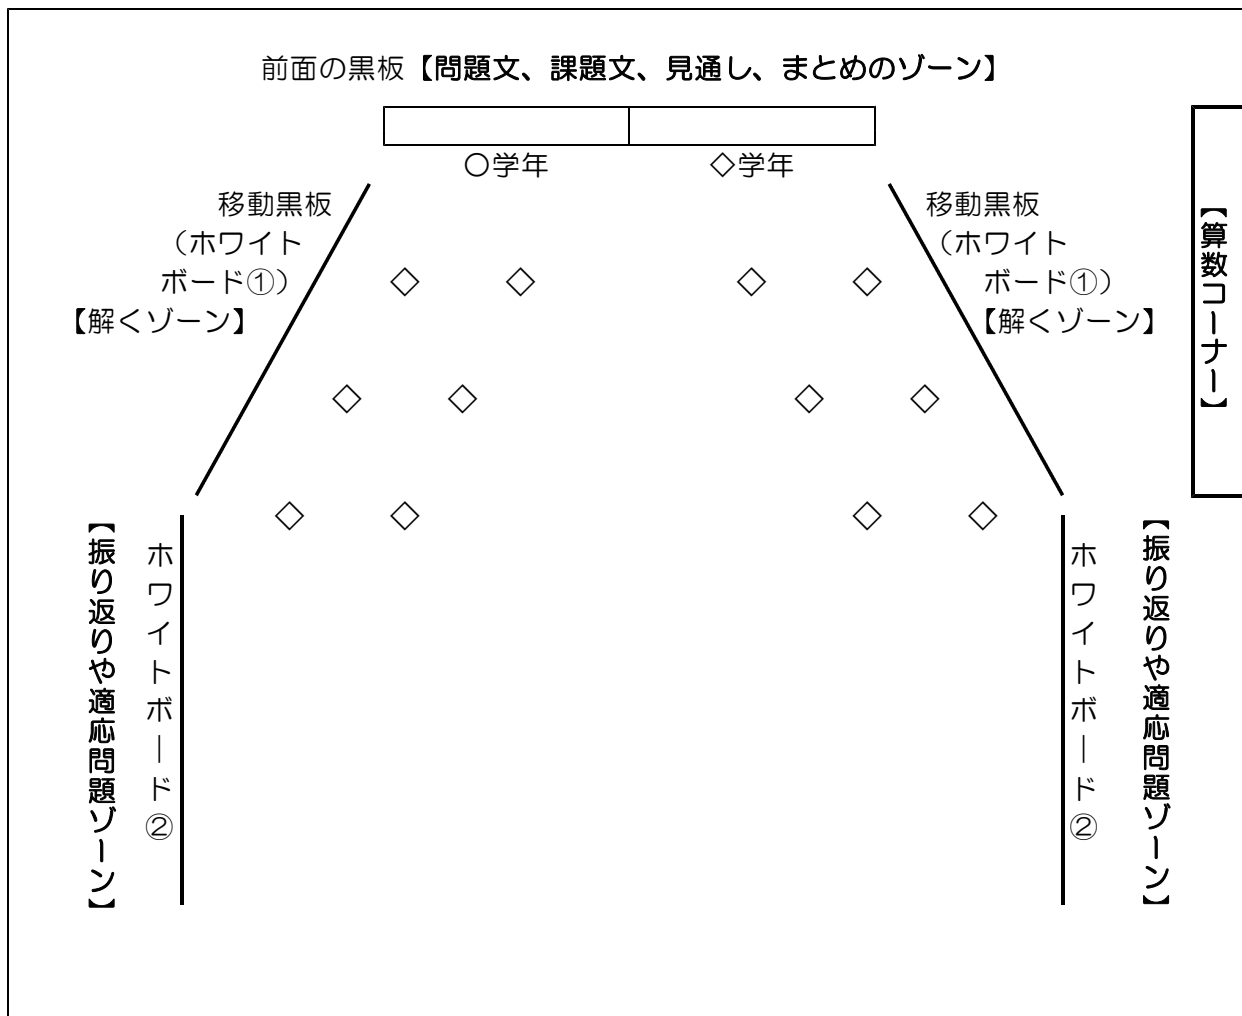 前面の黒板【問題文、課題文、見通し、まとめのゾーン】
○学年
◇学年
移動黒板
（ホワイト
ボード①）
【解くゾーン】
移動黒板
（ホワイト
ボード①）
【解くゾーン】
【算数コーナー】
【振り返りや適応問題ゾーン】
ホワイトボード②
ホワイトボード②
【振り返りや適応問題ゾーン】